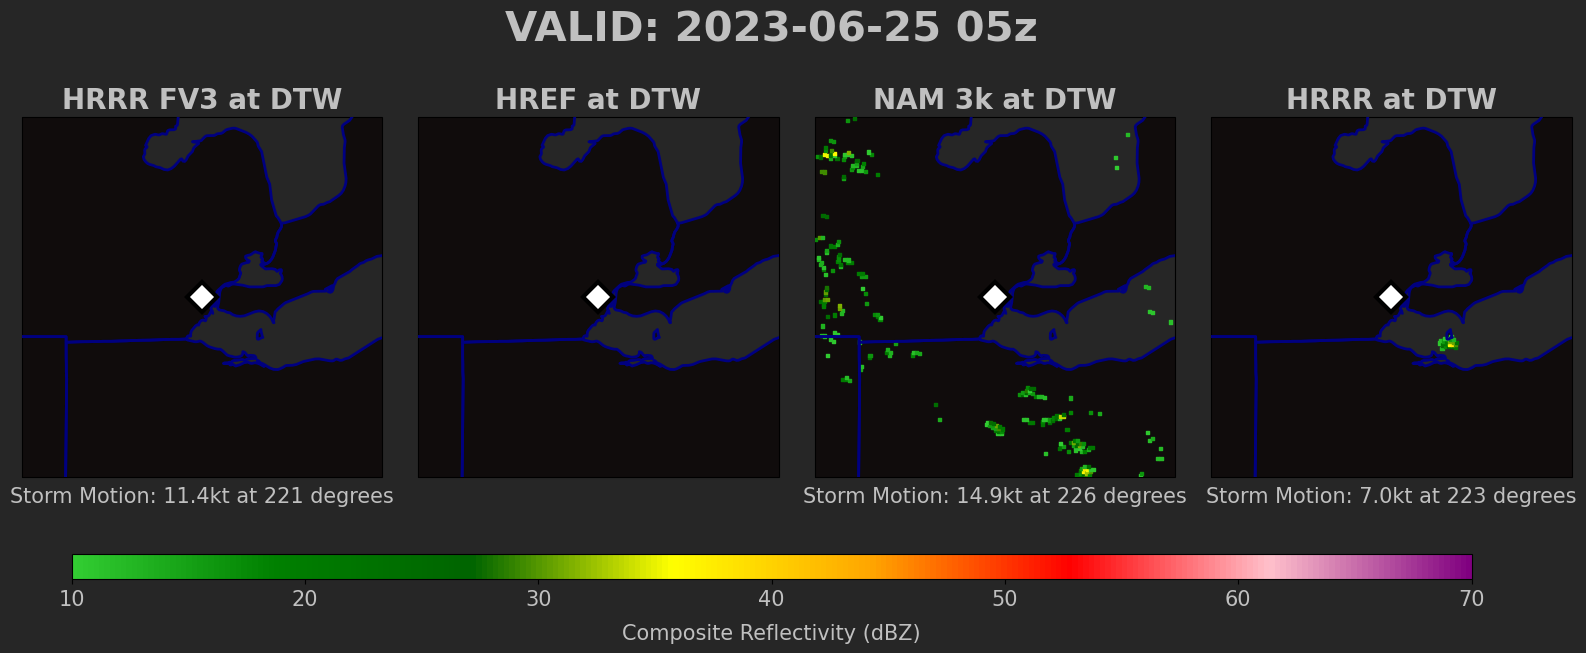 VALID: 2023-06-25 05z
HRRR FV3 at DTW
HREF at DTW
NAM 3k at DTW
HRRR at DTW
Storm Motion: 11.4kt at 221 degrees
Storm Motion: 14.9kt at 226 degrees
Storm Motion: 7.0kt at 223 degrees
10 20 30 40 50 60 70
Composite Reflectivity (dBZ)